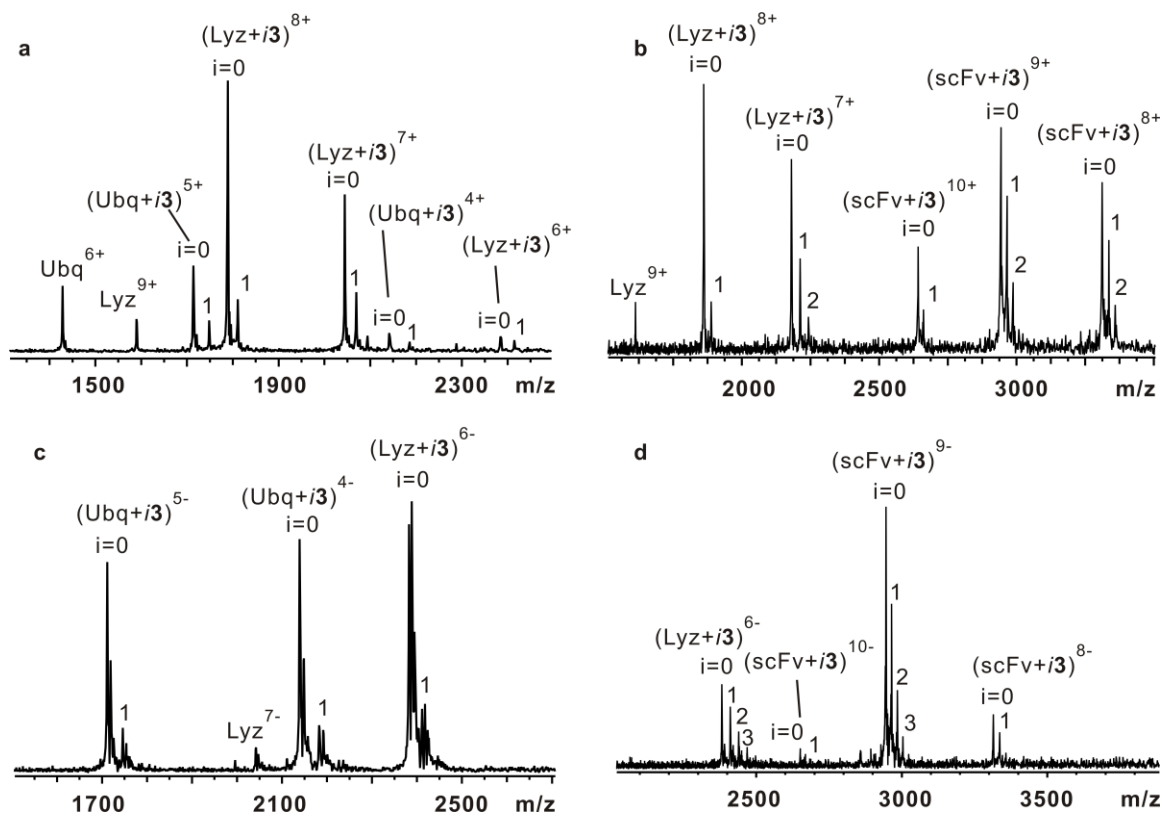 a
(Lyz+i3)8+
i=0
(Ubq+i3)5+
i=0
Ubq6+
Lyz9+
1
1
(Lyz+i3)7+
i=0
1
(Ubq+i3)4+
i=0
1
(Lyz+i3)6+
i=0
1
1500 1900 2300 m/z
b
(Lyz+i3)8+
i=0
Lyz9+
1
(Lyz+i3)7+
i=0
1
2
(scFv+i3)10+
i=0
1
(scFv+i3)9+
i=0
1
2
(scFv+i3)8+
i=0
1
2
2000 2500 3000 m/z
c
(Ubq+i3)5-
i=0
1
Lyz7-
(Ubq+i3)4-
i=0
1
(Lyz+i3)6-
i=0
1
1700 2100 2500 m/z
d
(Lyz+i3)6-
i=0
1
2
3
(scFv+i3)10-
i=0
1
(scFv+i3)9-
i=0
1
2
3
(scFv+i3)8-
i=0
1
2500 3000 3500 m/z